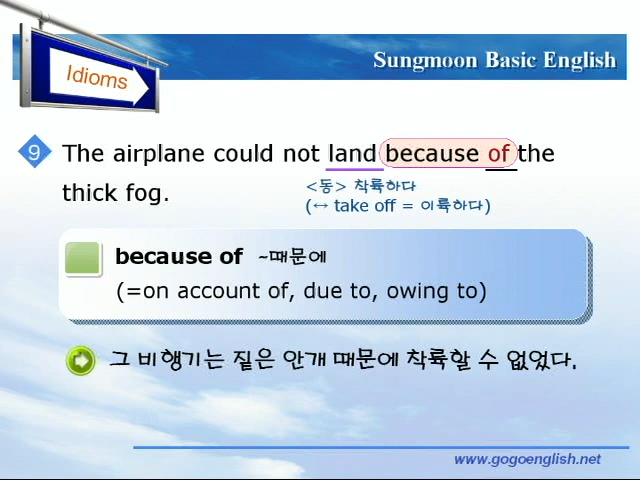 Idioms
Sungmoon Basic English
9 The airplane could not land because of the
thick fog.
<동> 착륙하다
(↔ take off = 이륙하다)
because of ~때문에
(=on account of, due to, owing to)
그 비행기는 짙은 안개 때문에 착륙할 수 없었다.
www.gogoenglish.net